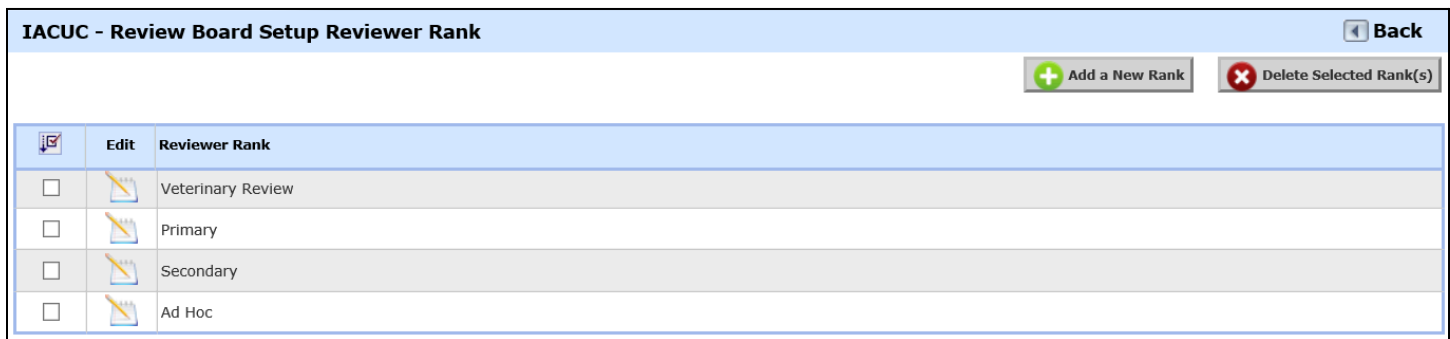 IACUC - Review Board Setup Reviewer Rank
Back
Add a New Rank
Delete Selected Rank(s)
Edit Reviewer Rank
Veterinary Review
Primary
Secondary
Ad Hoc